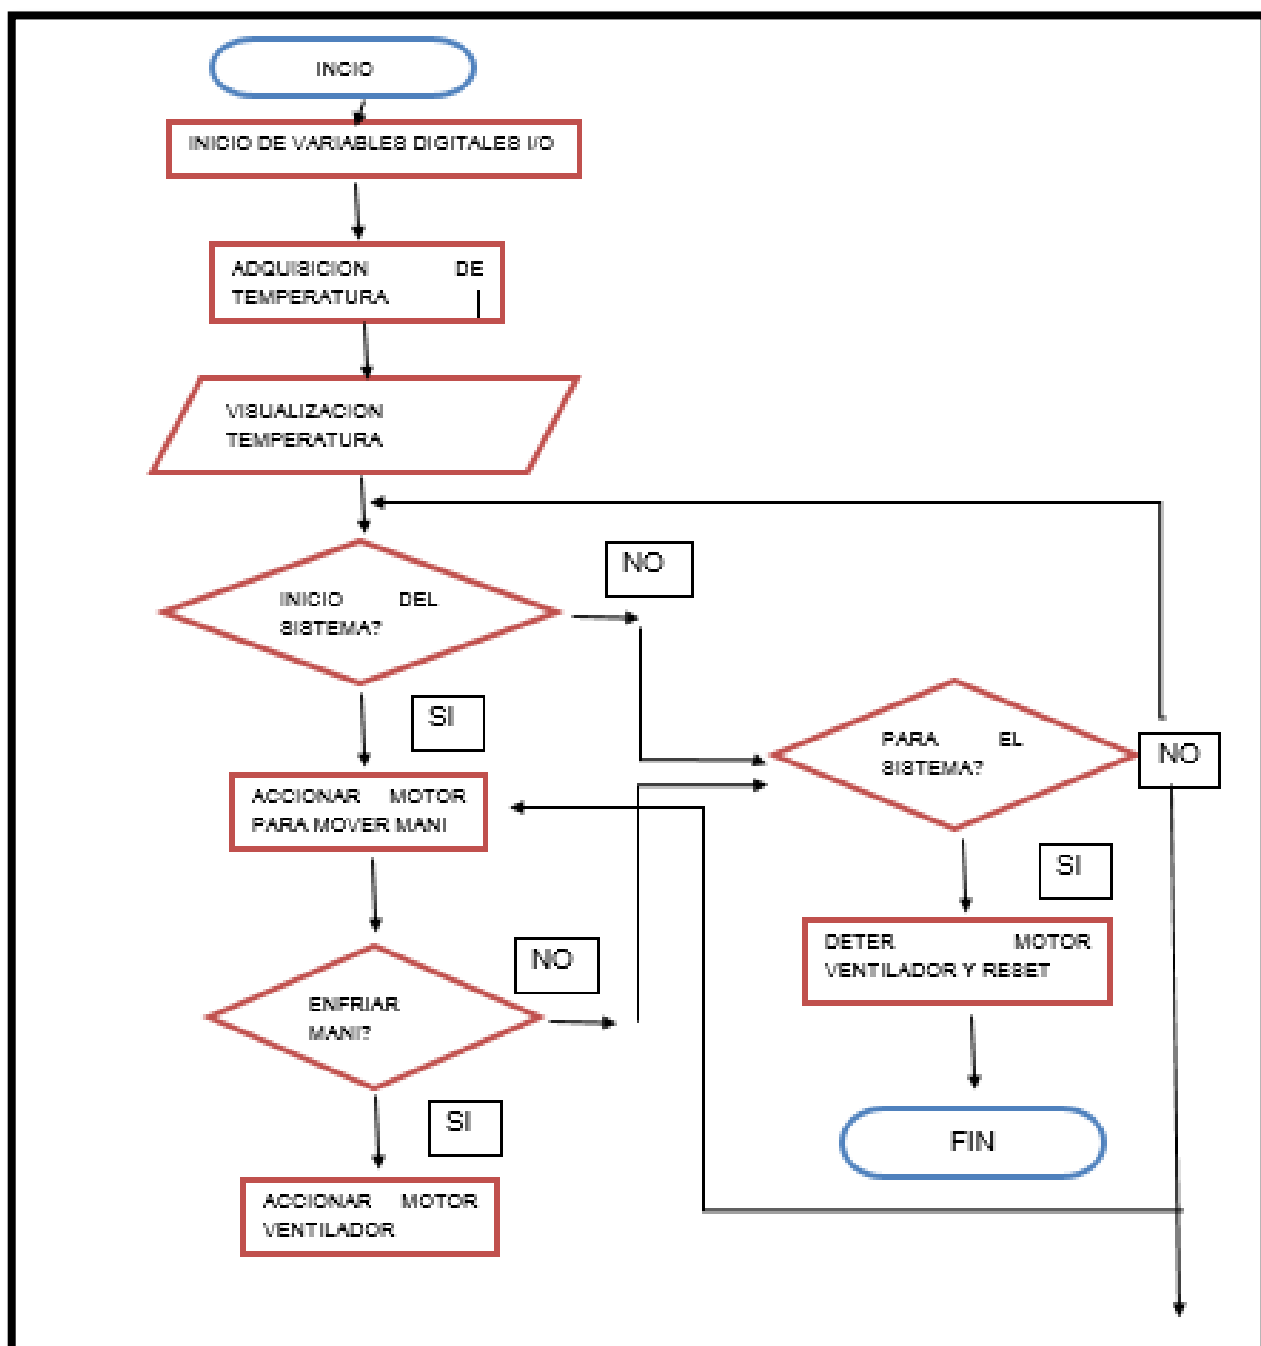 INCIO
INICIO DE VARIABLES DIGITALES I/O
ADQUISICION DE
TEMPERATURA
VISUALIZACION
TEMPERATURA
INICIO DEL
SISTEMA?
NO
SI
ACCIONAR MOTOR
PARA MOVER MANI
ENFRIAR
MANI?
NO
SI
ACCIONAR MOTOR
VENTILADOR
PARA EL
SISTEMA?
NO
SI
DETER MOTOR
VENTILADOR Y RESET
FIN